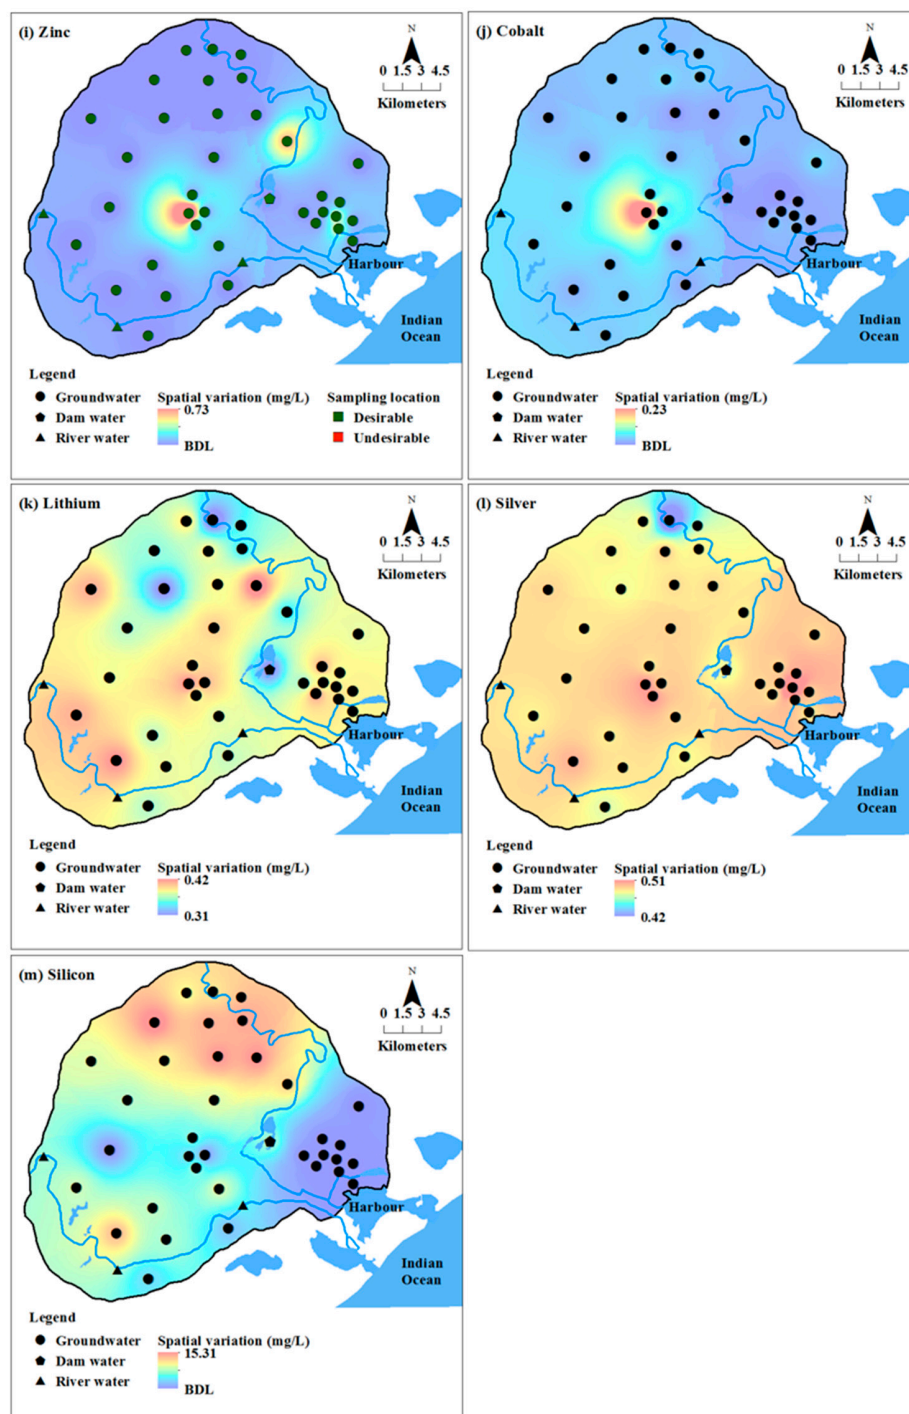 (i) Zinc
N
0 1.5 3 4.5
Kilometers
Harbour
Indian
Ocean
Legend
Groundwater
Dam water
River water
Spatial variation (mg/L)
0.73
BDL
Sampling location
Desirable
Undesirable
(j) Cobalt
N
0 1.5 3 4.5
Kilometers
Harbour
Indian
Ocean
Legend
Groundwater
Dam water
River water
Spatial variation (mg/L)
0.23
BDL
(k) Lithium
N
0 1.5 3 4.5
Kilometers
Harbour
Indian
Ocean
Legend
Groundwater
Dam water
River water
Spatial variation (mg/L)
0.42
0.31
(l) Silver
N
0 1.5 3 4.5
Kilometers
Harbour
Indian
Ocean
Legend
Groundwater
Dam water
River water
Spatial variation (mg/L)
0.51
0.42
(m) Silicon
N
0 1.5 3 4.5
Kilometers
Harbour
Indian
Ocean
Legend
Groundwater
Dam water
River water
Spatial variation (mg/L)
15.31
BDL